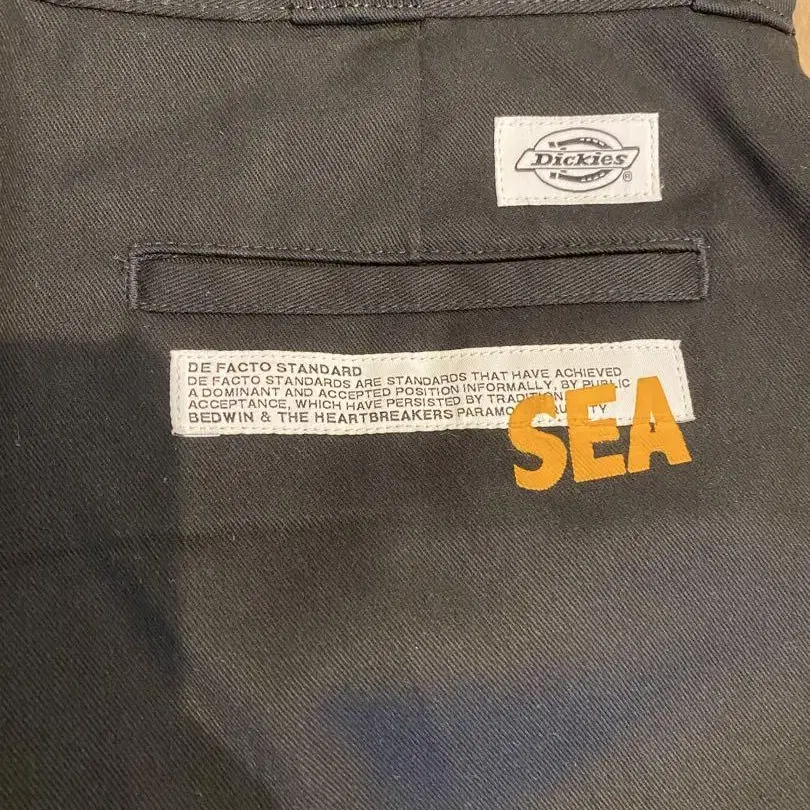 Dickies
®
DE FACTO STANDARD
DE FACTO STANDARDS ARE STANDARDS THAT HAVE ACHIEVED
A DOMINANT AND ACCEPTED POSITION INFORMALLY, BY PUBLIC
ACCEPTANCE, WHICH HAVE PERSISTED BY TRADITION
BEDWIN & THE HEARTBREAKERS
SEA